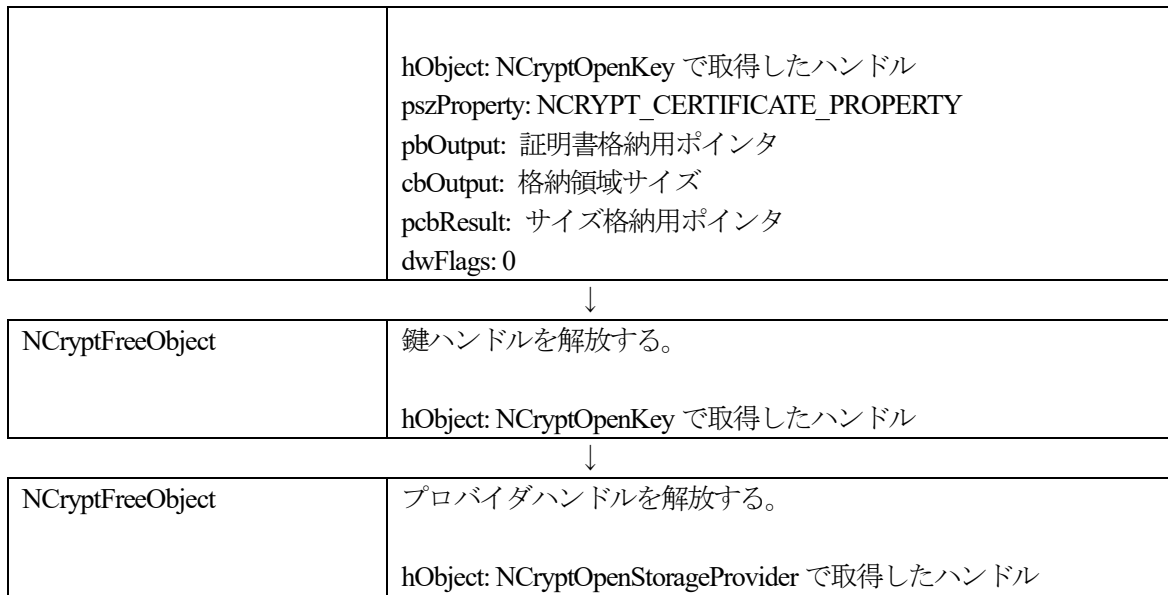 hObject: NCryptOpenKey で取得したハンドル
pszProperty: NCRYPT_CERTIFICATE_PROPERTY
pbOutput: 証明書格納用ポインタ
cbOutput: 格納領域サイズ
pcbResult: サイズ格納用ポインタ
dwFlags: 0
↓
NCryptFreeObject 鍵ハンドルを解放する。
hObject: NCryptOpenKey で取得したハンドル
↓
NCryptFreeObject プロバイダハンドルを解放する。
hObject: NCryptOpenStorageProvider で取得したハンドル